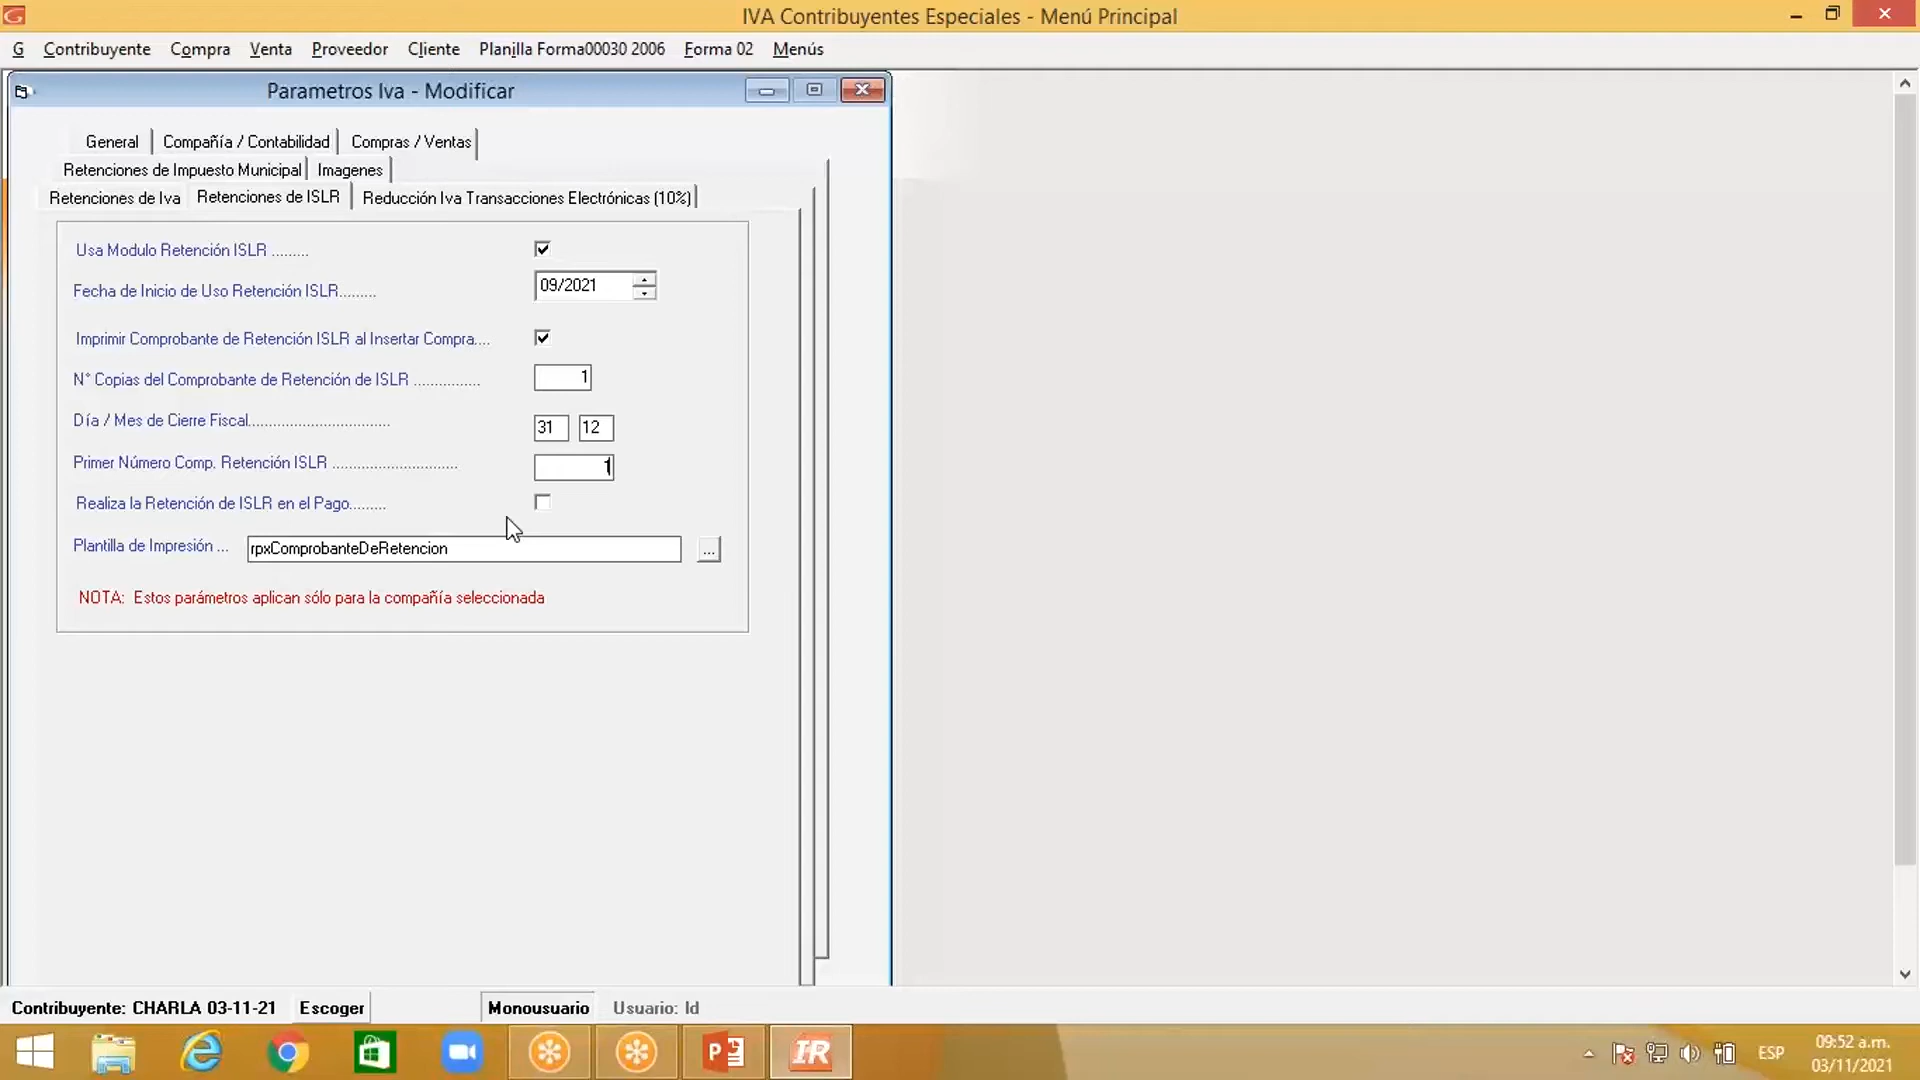 IVA Contribuyentes Especiales - Menú Principal
G Contribuyente Compra Venta Proveedor Cliente Planilla Forma00030 2006 Forma 02 Menús
Parametros Iva - Modificar
General Compañía / Contabilidad Compras / Ventas
Retenciones de Impuesto Municipal Imagenes
Retenciones de Iva Retenciones de ISLR Reducción Iva Transacciones Electrónicas (10%)
Usa Modulo Retención ISLR .........
Fecha de Inicio de Uso Retención ISLR......... 09/2021
Imprimir Comprobante de Retención ISLR al Insertar Compra....
N° Copias del Comprobante de Retención de ISLR ................ 1
Día / Mes de Cierre Fiscal.................................. 31 12
Primer Número Comp. Retención ISLR .............................. 1
Realiza la Retención de ISLR en el Pago.........
Plantilla de Impresión ... rpxComprobanteDeRetencion ...
NOTA: Estos parámetros aplican sólo para la compañía seleccionada
Contribuyente: CHARLA 03-11-21 Escoger Monousuario Usuario: Id
P IR ESP 09:52 a.m.
03/11/2021